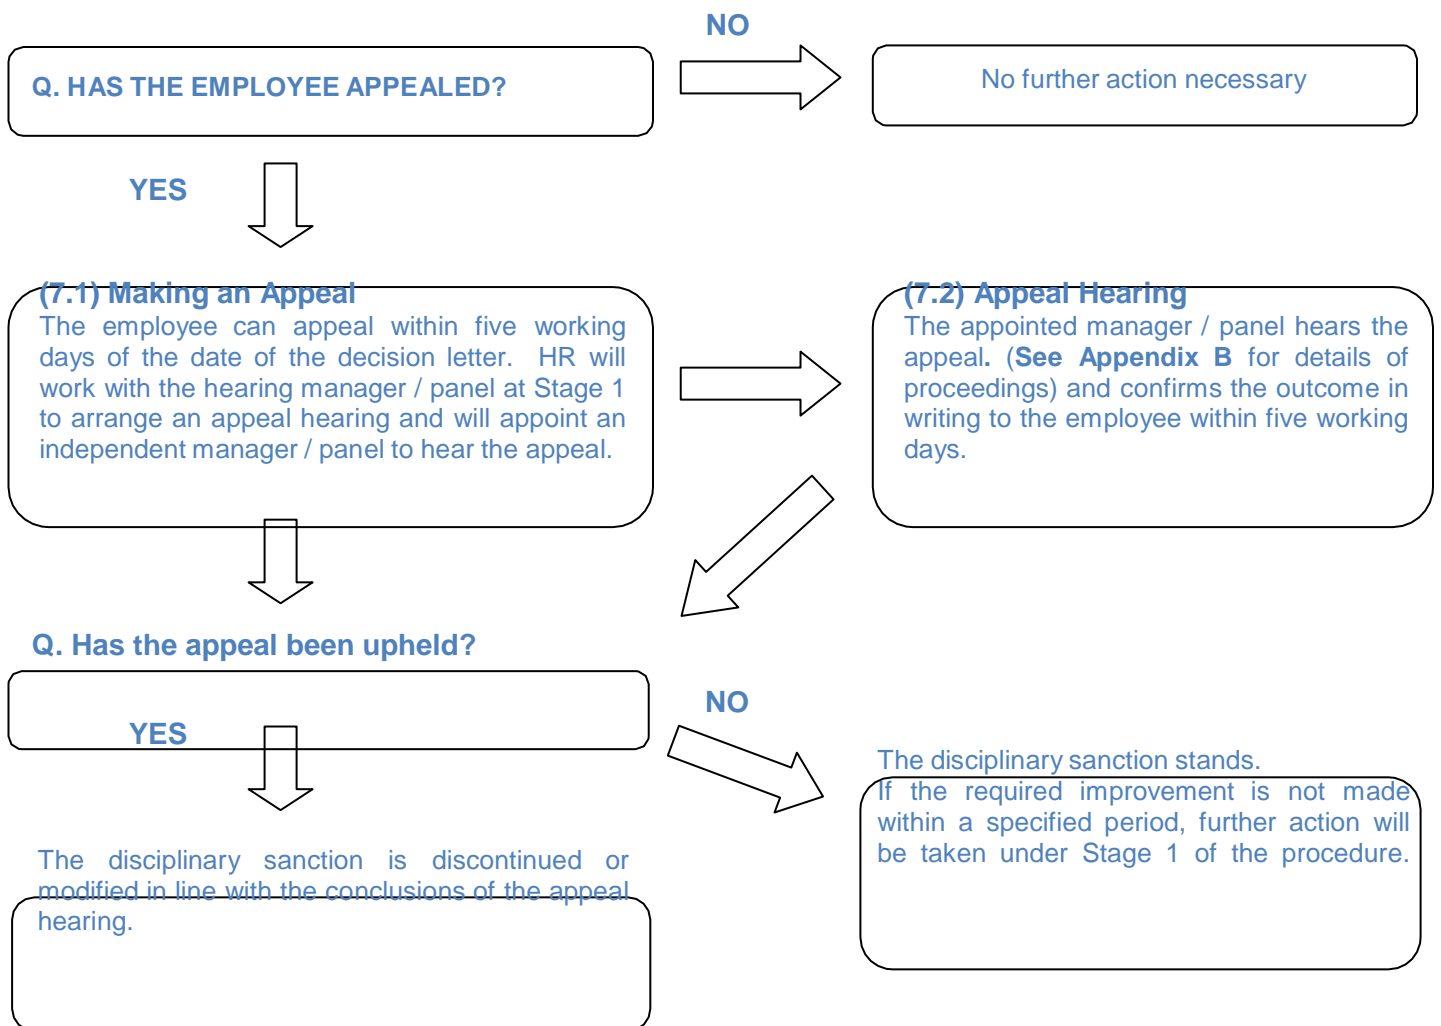 NO
Q. HAS THE EMPLOYEE APPEALED?
No further action necessary
YES
(7.1) Making an Appeal
The employee can appeal within five working
days of the date of the decision letter. HR will
work with the hearing manager / panel at Stage 1
to arrange an appeal hearing and will appoint an
independent manager / panel to hear the appeal.
(7.2) Appeal Hearing
The appointed manager / panel hears the
appeal. (See Appendix B for details of
proceedings) and confirms the outcome in
writing to the employee within five working
days.
Q. Has the appeal been upheld?
NO
YES
The disciplinary sanction stands.
If the required improvement is not made
within a specified period, further action will
be taken under Stage 1 of the procedure.
The disciplinary sanction is discontinued or
modified in line with the conclusions of the appeal
hearing.